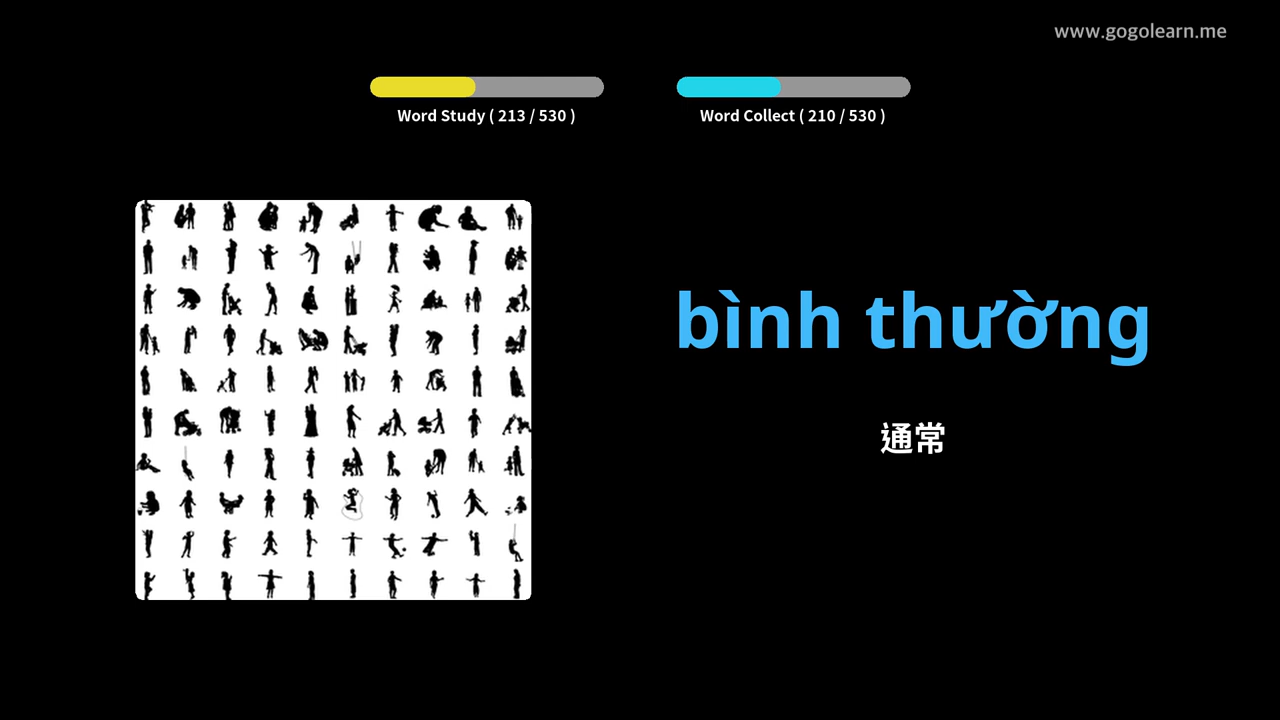 www.gogolearn.me
Word Study ( 213 / 530 )
Word Collect ( 210 / 530 )
bình thường
通常